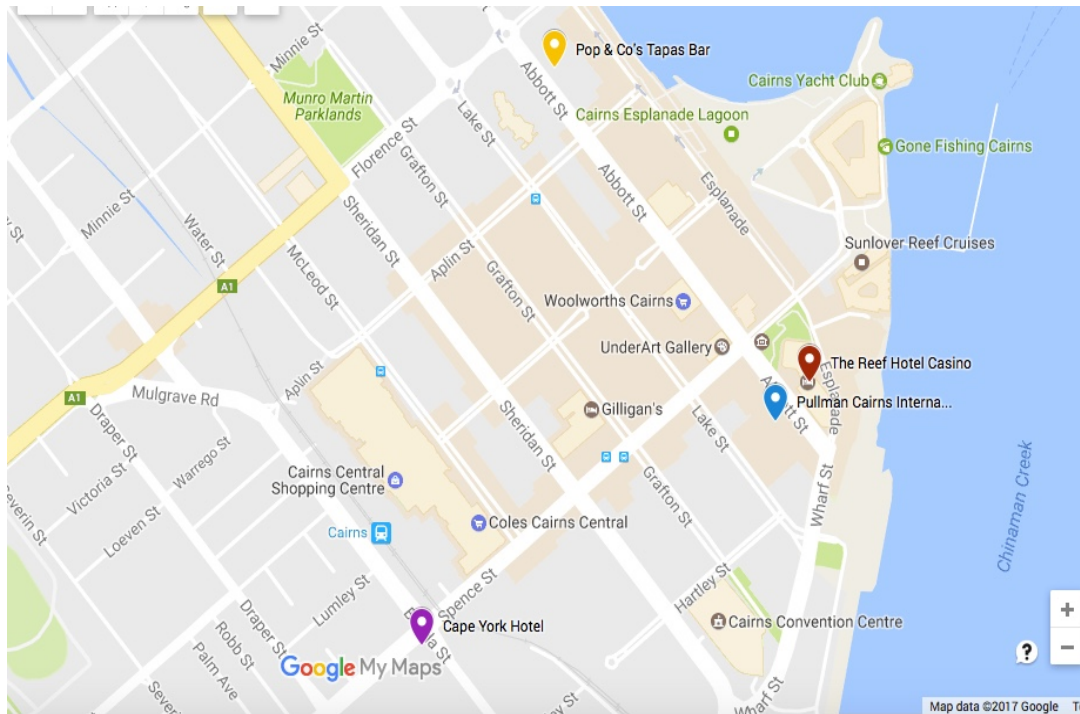 Minnie St
Pop & Co's Tapas Bar
Abbott St
Cairns Yacht Club
Munro Martin
Parklands
Lake St
Cairns Esplanade Lagoon
Florence St
Gone Fishing Cairns
Grafton St
Minnie St
Esplanade
Abbott St
Water St
Sheridan St
Sunlover Reef Cruises
Aplin St
McLeod St
Grafton St
A1
Woolworths Cairns
UnderArt Gallery
The Reef Hotel Casino
Aplin St
Esplanade
Mulgrave Rd
A1
Abbott St
Pullman Cairns Interna...
Gilligan's
Draper St
Sheridan St
Lake St
Warrego St
Victoria St
Cairns Central
Shopping Centre
Grafton St
Wharf St
Severin St
Loeven St
Coles Cairns Central
Chinaman Creek
Cairns
Spence St
Hartley St
Lumley St
Draper St
Cape York Hotel
Cairns Convention Centre
Robb St
Palm Ave
Google My Maps
Wharf St
+
?
−
Map data ©2017 Google